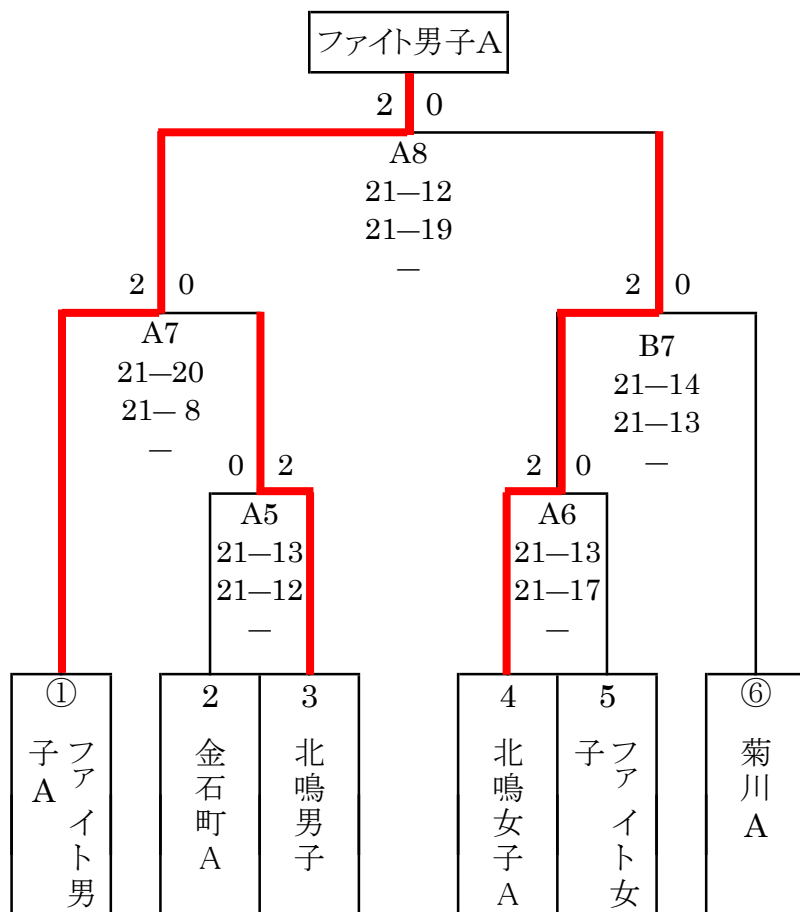 ファイト男子A
2 0
A8
21—12
21—19
—
2 0
A7
21—20
21— 8
—
2 0
B7
21—14
21—13
—
0 2
A5
21—13
21—12
—
2 0
A6
21—13
21—17
—
①
ファイト男
子A
2
金石町A
3
北鳴男子
4
北鳴女子A
5
ファイト女
子
⑥
菊川A